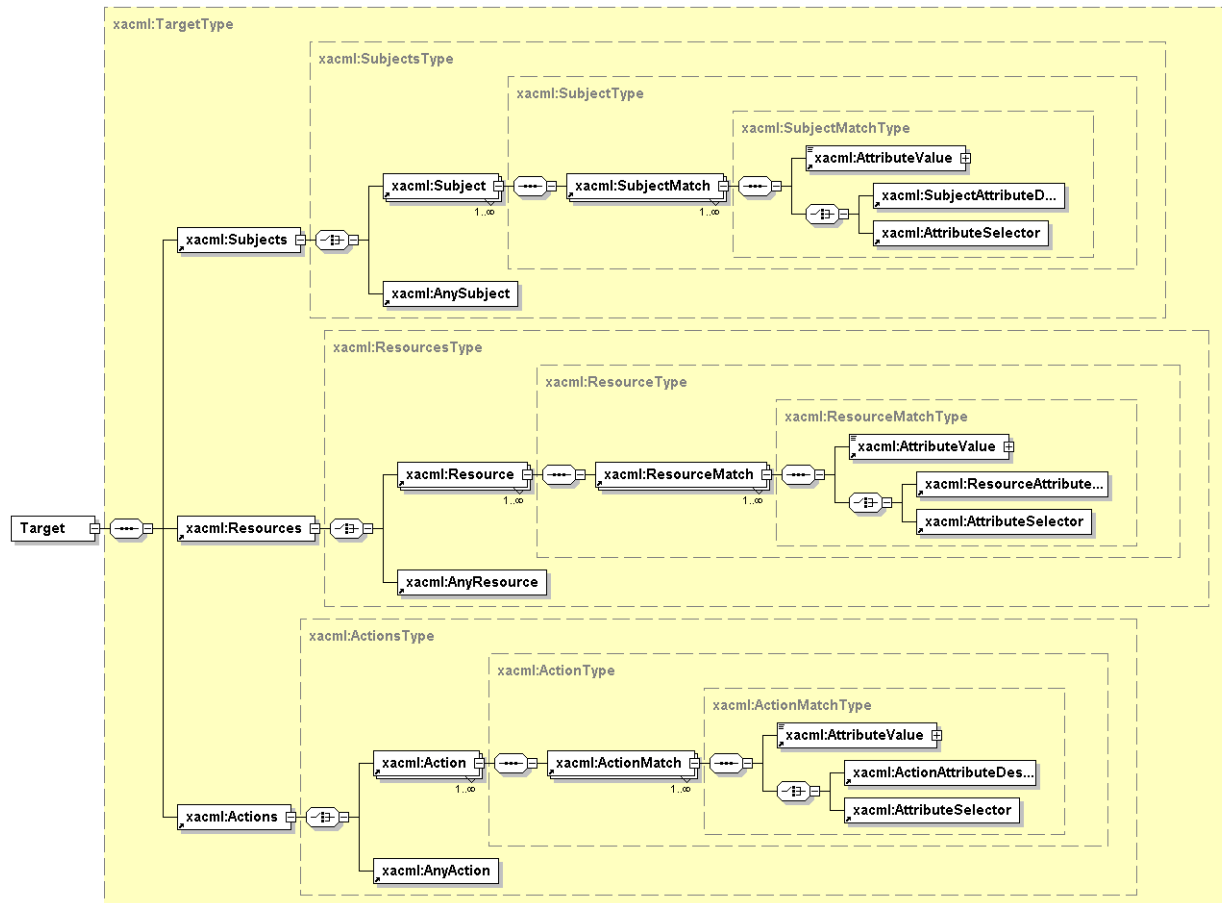 xacml:TargetType
xacml:SubjectsType
xacml:SubjectType
xacml:SubjectMatchType
xacml:AttributeValue
xacml:Subject
xacml:SubjectMatch
xacml:SubjectAttributeD...
1..∞
1..∞
xacml:AttributeSelector
xacml:Subjects
xacml:AnySubject
xacml:ResourcesType
xacml:ResourceType
xacml:ResourceMatchType
xacml:AttributeValue
xacml:Resource
xacml:ResourceMatch
xacml:ResourceAttribute...
1..∞
1..∞
xacml:AttributeSelector
Target
xacml:Resources
xacml:AnyResource
xacml:ActionsType
xacml:ActionType
xacml:ActionMatchType
xacml:AttributeValue
xacml:Action
xacml:ActionMatch
xacml:ActionAttributeDes...
1..∞
1..∞
xacml:AttributeSelector
xacml:Actions
xacml:AnyAction